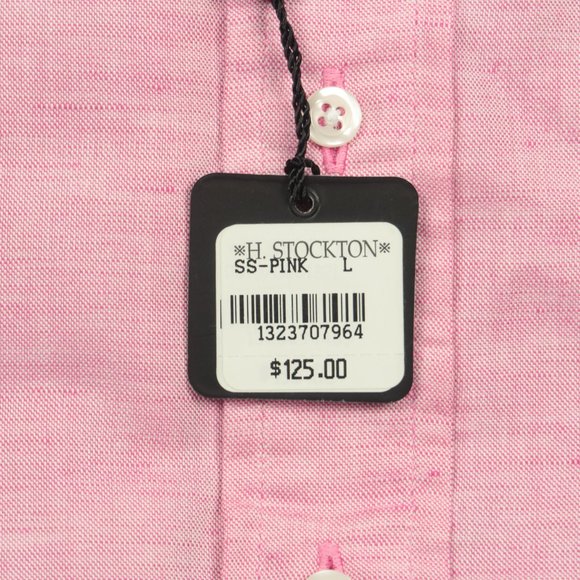 ※H. STOCKTON※
SS-PINK L
1323707964
$125.00